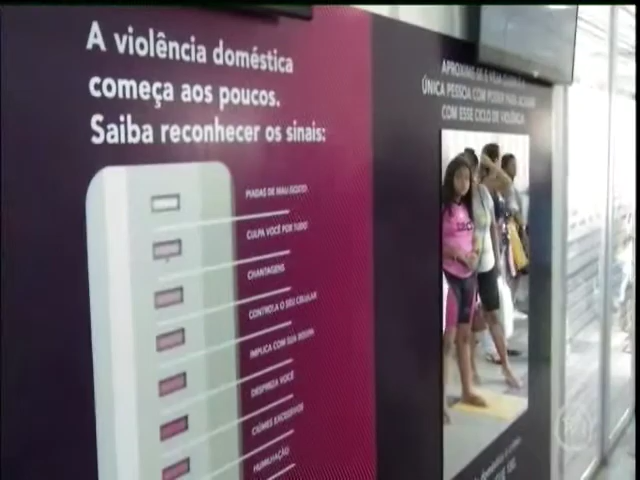 A violência doméstica
começa aos poucos.
Saiba reconhecer os sinais:
PIADAS DE MAU GOSTO
CULPA VOCÊ POR TUDO
CHANTAGENS
CONTROLA O SEU CELULAR
IMPLICA COM SUA ROUPA
DESPREZA VOCÊ
CIÚMES EXCESSIVOS
HUMILHAÇÃO
APROXIME-SE E VEJA
ÚNICA PESSOA COM PODER PARA ACABAR
COM ESSE CICLO DE VIOLÊNCIA